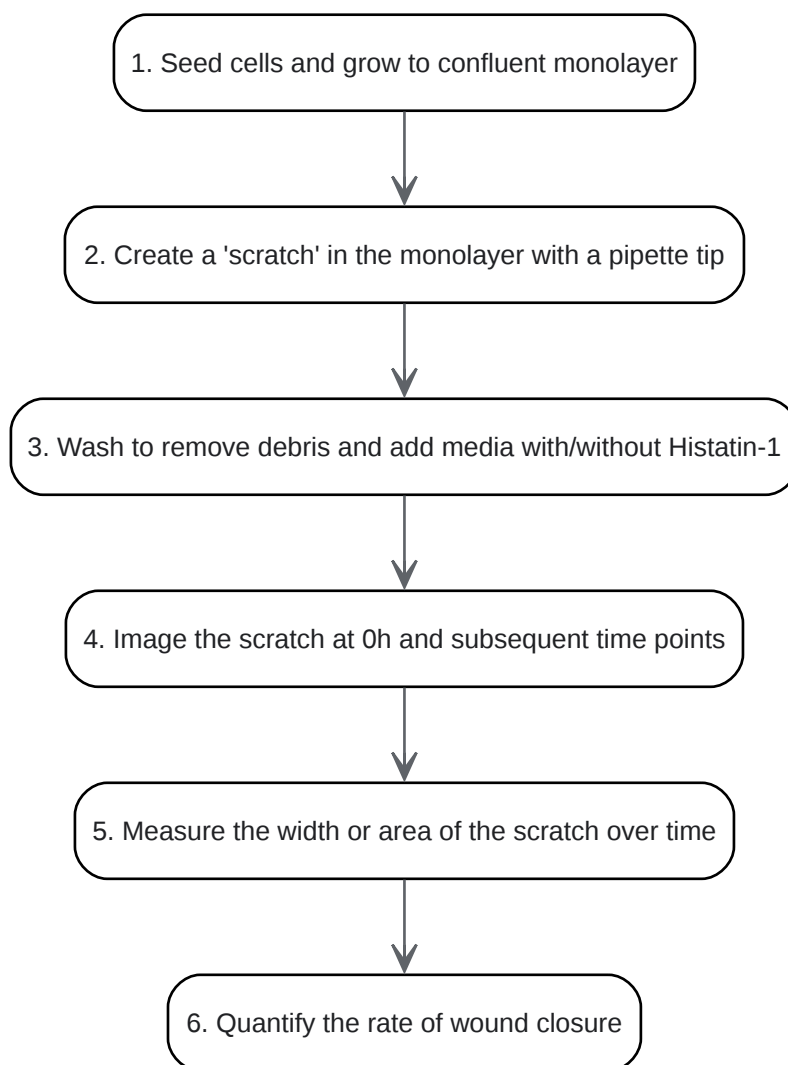 1. Seed cells and grow to confluent monolayer
2. Create a 'scratch' in the monolayer with a pipette tip
3. Wash to remove debris and add media with/without Histatin-1
4. Image the scratch at 0h and subsequent time points
5. Measure the width or area of the scratch over time
6. Quantify the rate of wound closure